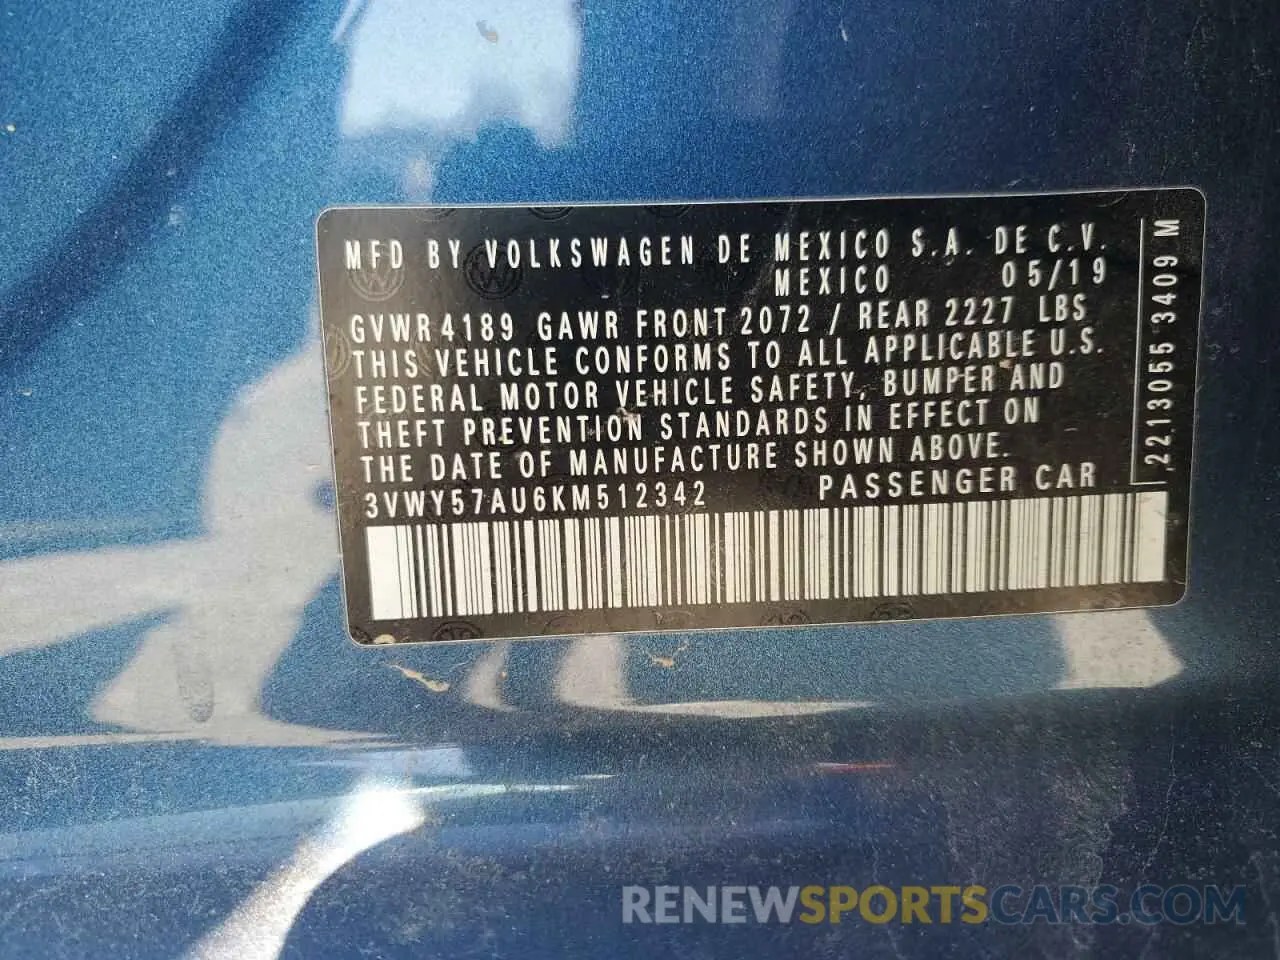 MFD BY VOLKSWAGEN DE MEXICO S.A. DE C.V.
MEXICO 05/19
GVWR 4189 GAWR FRONT 2072 / REAR 2227 LBS
THIS VEHICLE CONFORMS TO ALL APPLICABLE U.S.
FEDERAL MOTOR VEHICLE SAFETY, BUMPER AND
THEFT PREVENTION STANDARDS IN EFFECT ON
THE DATE OF MANUFACTURE SHOWN ABOVE.
3VWY57AU6KM512342 PASSENGER CAR
2213055 3409 M
RENEWSPORTSCARS.COM